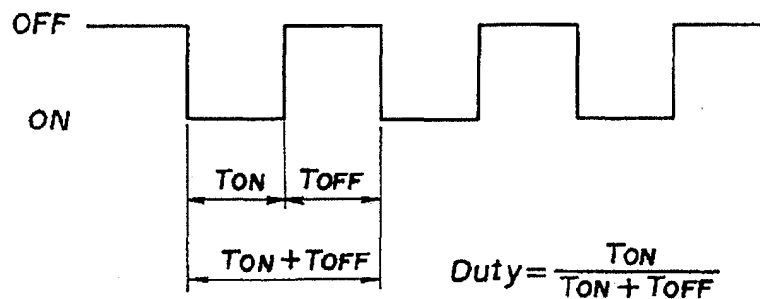 OFF
ON
TON TOFF
TON + TOFF
Duty = TON / TON + TOFF